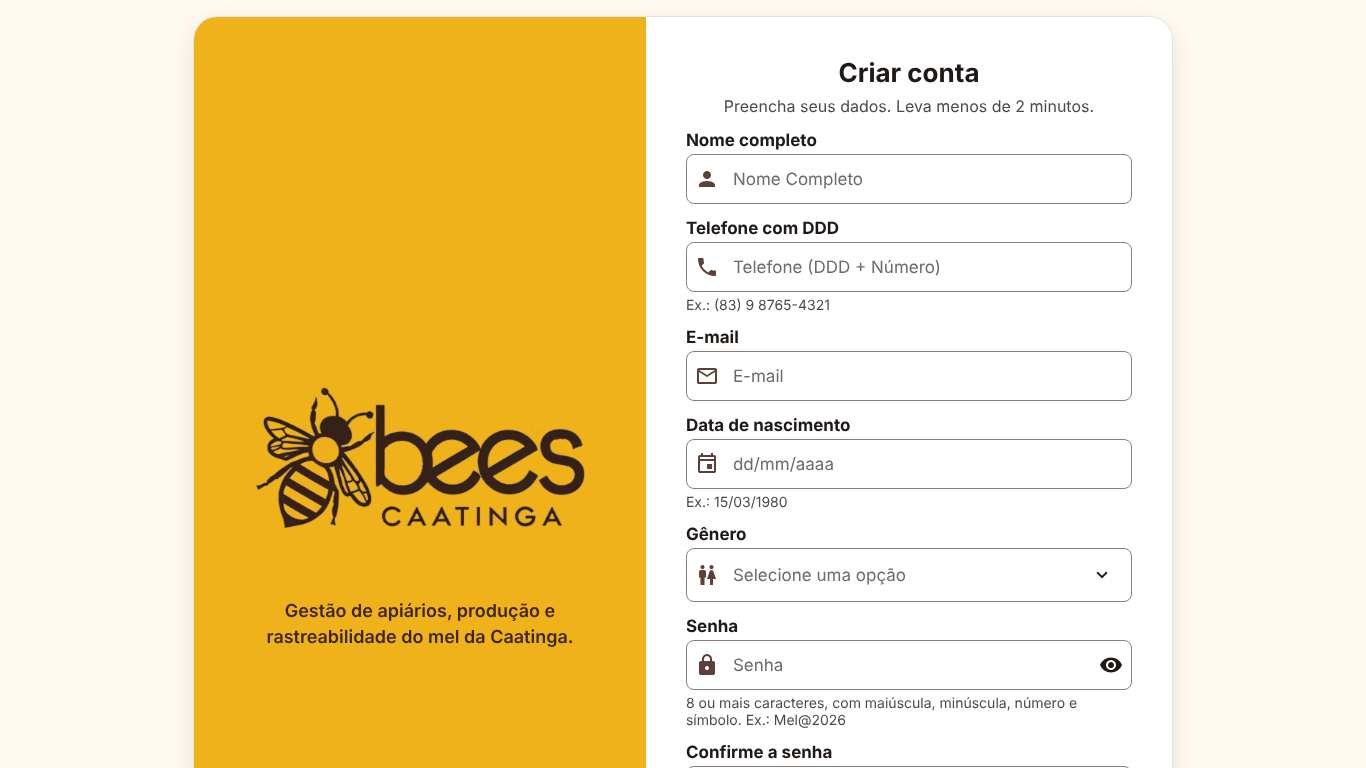 bees
CAATINGA
Gestão de apiários, produção e
rastreabilidade do mel da Caatinga.
Criar conta
Preencha seus dados. Leva menos de 2 minutos.
Nome completo
Nome Completo
Telefone com DDD
Telefone (DDD + Número)
Ex.: (83) 9 8765-4321
E-mail
E-mail
Data de nascimento
dd/mm/aaaa
Ex.: 15/03/1980
Gênero
Selecione uma opção
Senha
Senha
8 ou mais caracteres, com maiúscula, minúscula, número e
símbolo. Ex.: Mel@2026
Confirme a senha